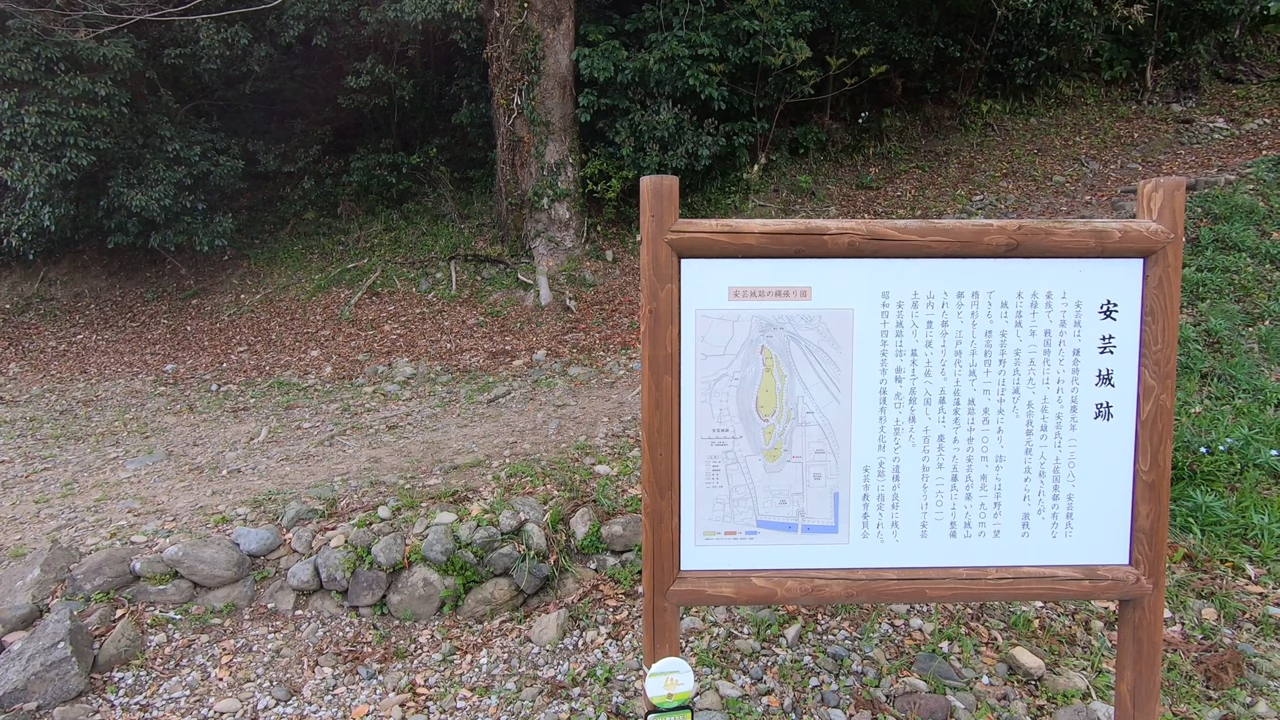 安芸城跡
安芸城は、鎌倉時代の延慶元年（一三〇八）、安芸親氏に
よって築かれたといわれる。安芸氏は、土佐国東部の有力な
豪族で、戦国時代には、土佐七雄の一人と称されたが、
永禄十二年（一五六九）、長宗我部元親に攻められ、激戦の
末に落城し、安芸氏は滅びた。
城は、安芸平野のほぼ中央にあり、詰からは平野が一望
できる。標高約四十一ｍ、東西一〇〇ｍ、南北一九〇ｍの
楕円形をした平山城で、城跡は中世の安芸氏が築いた城山
部分と、江戸時代に土佐藩家老であった五藤氏により整備
された部分よりなる。五藤氏は、慶長六年（一六〇一）
山内一豊に従い土佐へ入国し、千百石の知行をうけて安芸
土居に入り、幕末まで居館を構えた。
安芸城跡は詰、曲輪、虎口、土塁などの遺構が良好に残り、
昭和四十四年安芸市の保護有形文化財（史跡）に指定された。
安芸市教育委員会
安芸城跡の縄張り図
安芸城跡